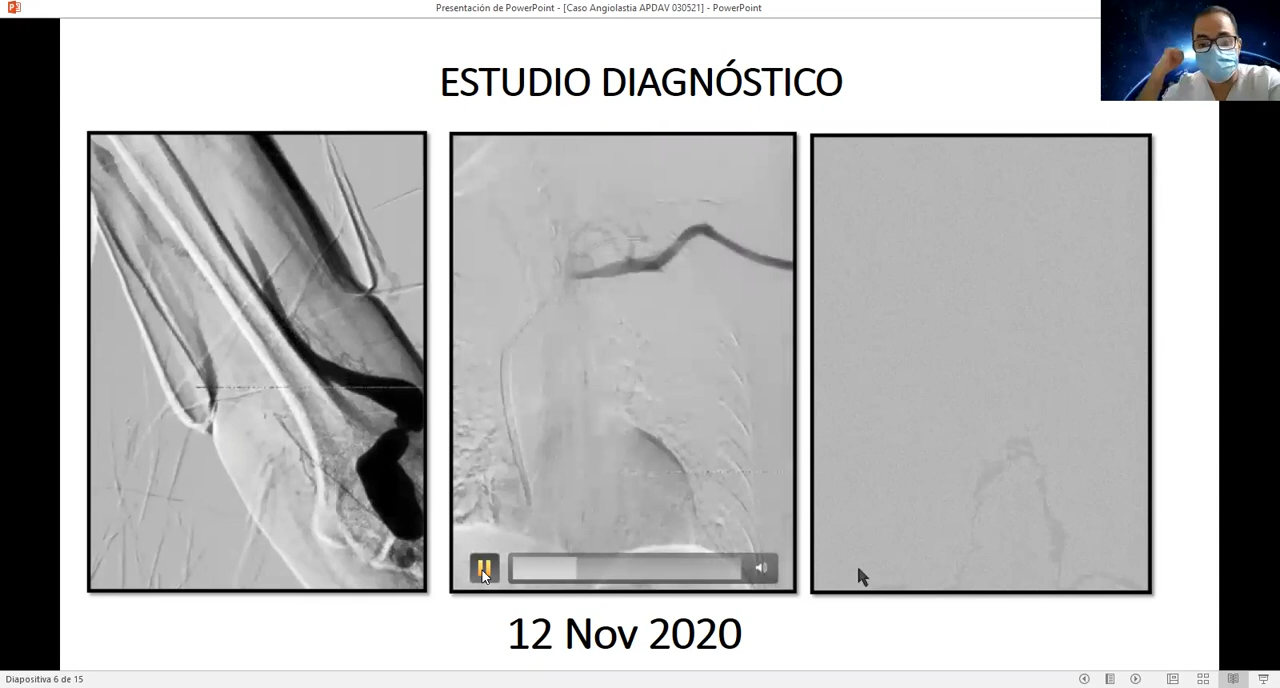 Presentación de PowerPoint - [Caso Angiolastia APDAV 030521] - PowerPoint
ESTUDIO DIAGNÓSTICO
12 Nov 2020
Diapositiva 6 de 15